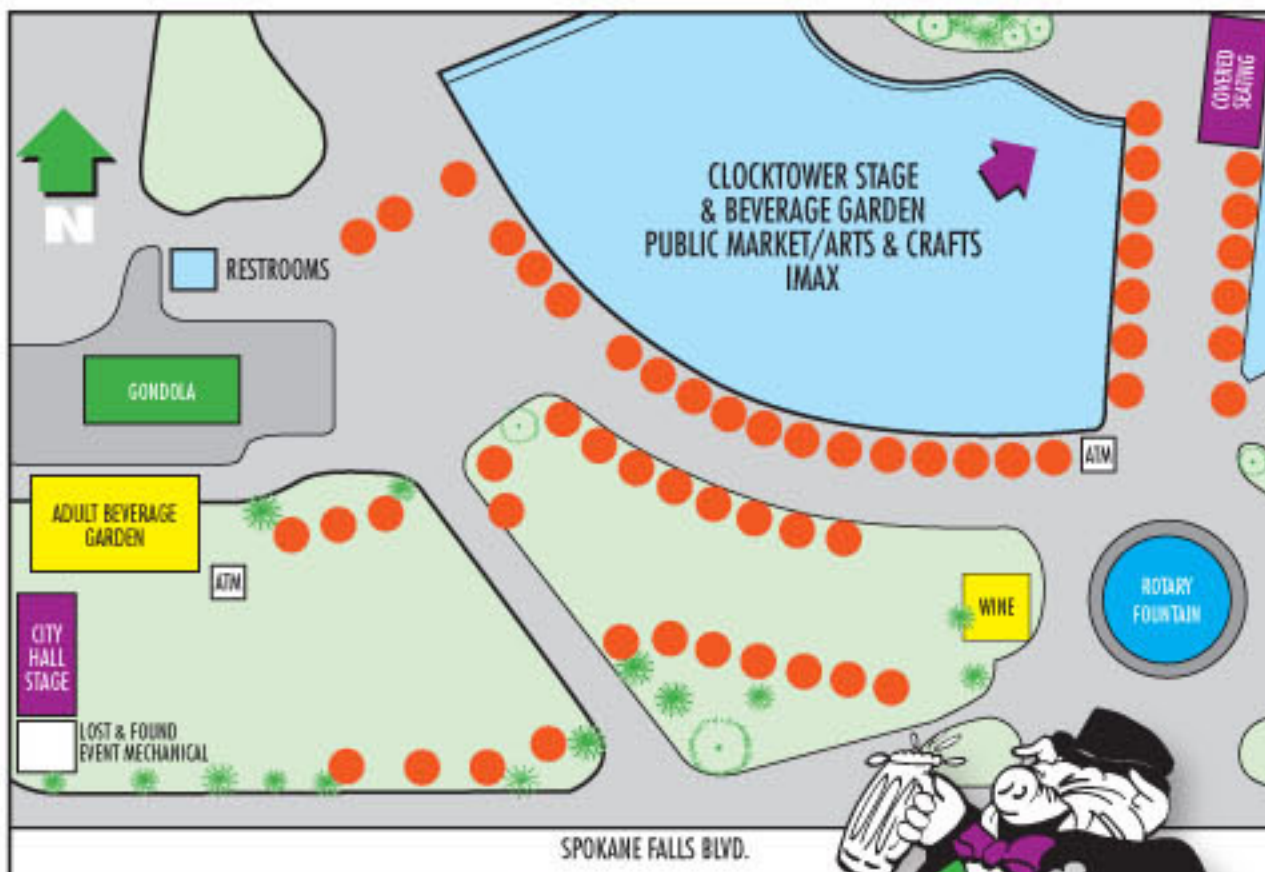 COVERED
SEATING
CLOCKTOWER STAGE
& BEVERAGE GARDEN
PUBLIC MARKET/ARTS & CRAFTS
IMAX
N
RESTROOMS
GONDOLA
ATM
ADULT BEVERAGE
GARDEN
ATM
WINE
ROTARY
FOUNTAIN
CITY
HALL
STAGE
LOST & FOUND
EVENT MECHANICAL
SPOKANE FALLS BLVD.